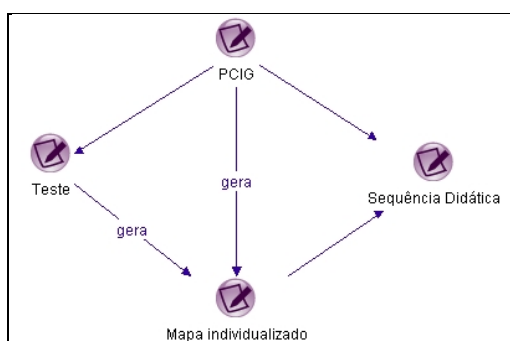 PCIG
Teste
gera
Sequência Didática
gera
Mapa individualizado